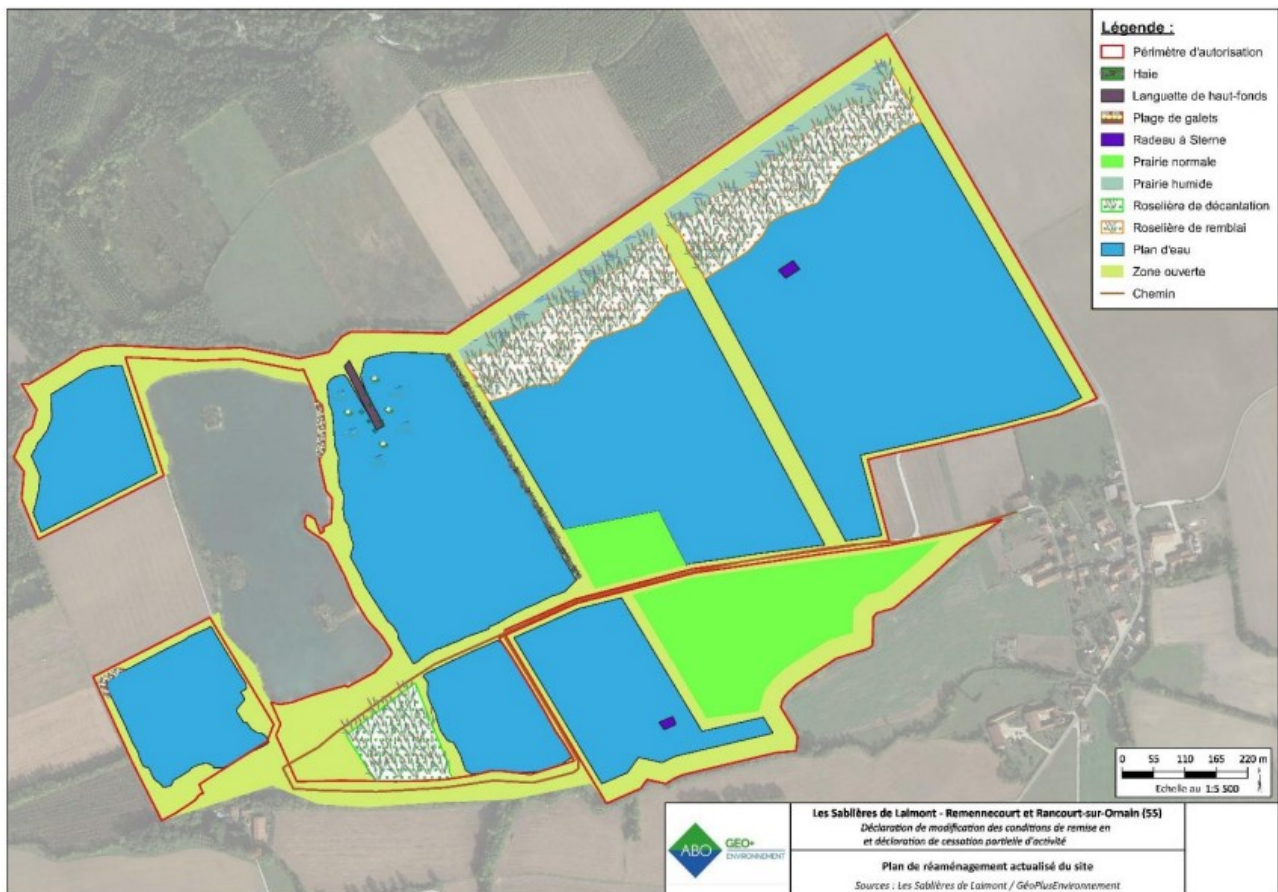 Légende :
Périmètre d'autorisation
Haie
Languette de haut-fonds
Plage de galets
Radeau à Sterne
Prairie normale
Prairie humide
Roselière de décantation
Roselière de remblai
Plan d'eau
Zone ouverte
Chemin
0 55 110 165 220 m
Echelle au 1:5 500
ABO
GEO+
ENVIRONNEMENT
Les Sablières de Laimont - Remennecourt et Rancourt-sur-Ornain (55)
Déclaration de modification des conditions de remise en
et déclaration de cessation partielle d'activité
Plan de réaménagement actualisé du site
Sources : Les Sablières de Laimont / GéoPlusEnvironnement